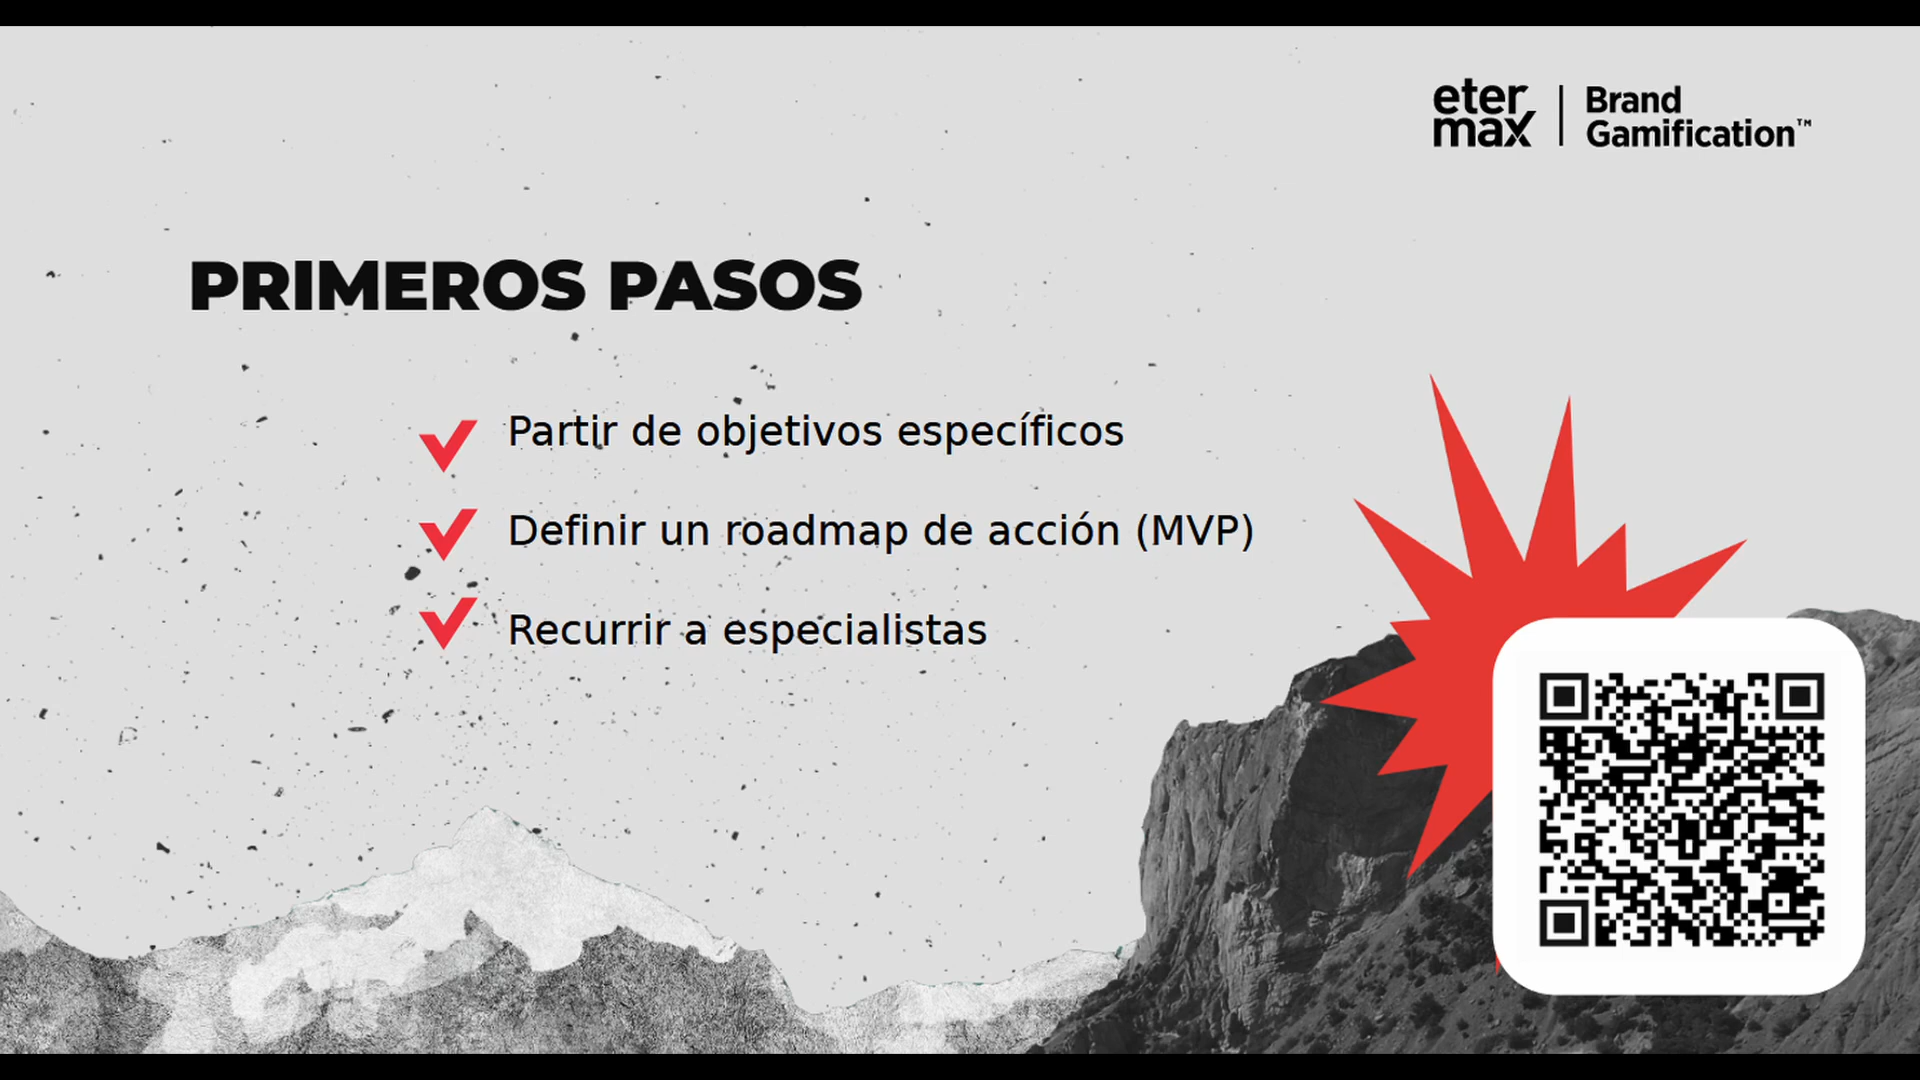 eter
max
Brand
Gamification™
PRIMEROS PASOS
Partir de objetivos específicos
Definir un roadmap de acción (MVP)
Recurrir a especialistas